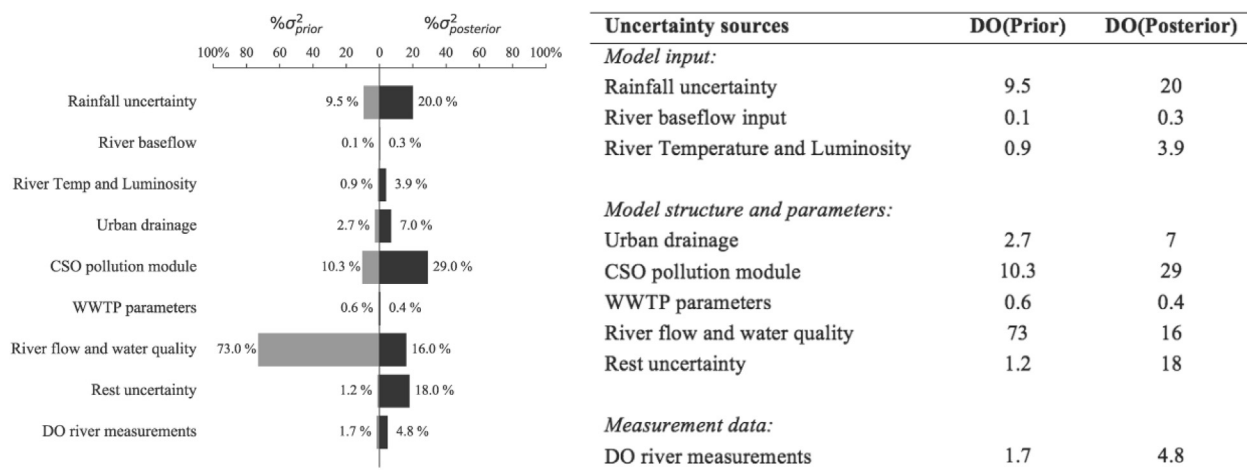 %σ²prior %σ²posterior
100% 80 60 40 20 0 20 40 60 80 100%
Rainfall uncertainty 9.5 % 20.0 %
River baseflow 0.1 % 0.3 %
River Temp and Luminosity 0.9 % 3.9 %
Urban drainage 2.7 % 7.0 %
CSO pollution module 10.3 % 29.0 %
WWTP parameters 0.6 % 0.4 %
River flow and water quality 73.0 % 16.0 %
Rest uncertainty 1.2 % 18.0 %
DO river measurements 1.7 % 4.8 %
Uncertainty sources DO(Prior) DO(Posterior)
Model input:
Rainfall uncertainty 9.5 20
River baseflow input 0.1 0.3
River Temperature and Luminosity 0.9 3.9
Model structure and parameters:
Urban drainage 2.7 7
CSO pollution module 10.3 29
WWTP parameters 0.6 0.4
River flow and water quality 73 16
Rest uncertainty 1.2 18
Measurement data:
DO river measurements 1.7 4.8